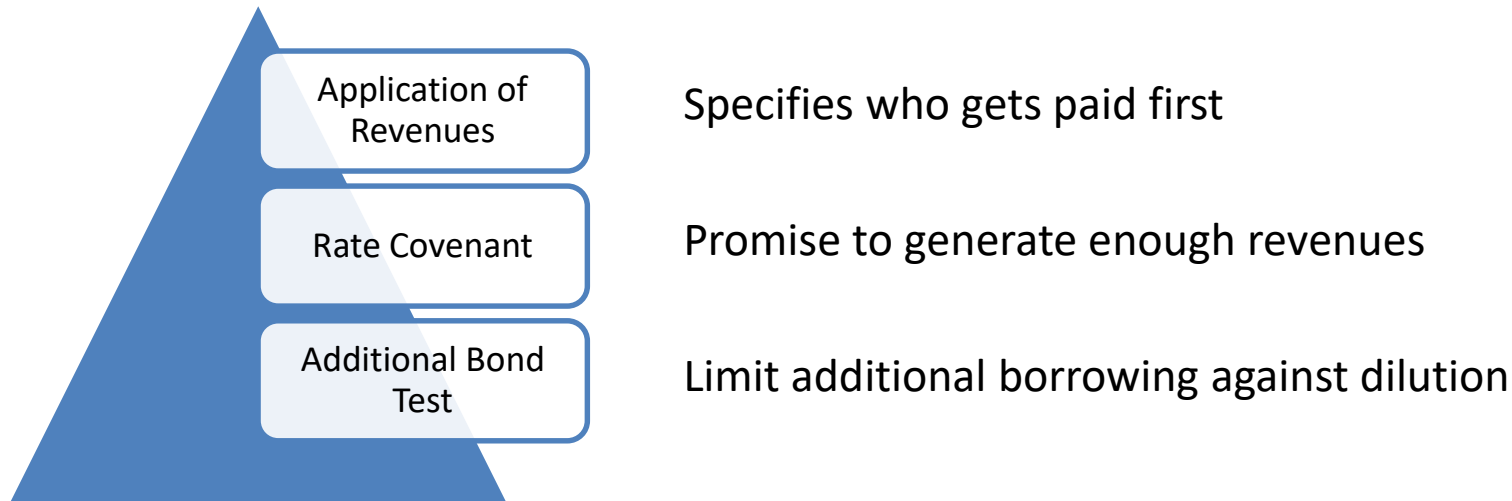 Application of
Revenues
Specifies who gets paid first
Rate Covenant
Promise to generate enough revenues
Additional Bond
Test
Limit additional borrowing against dilution